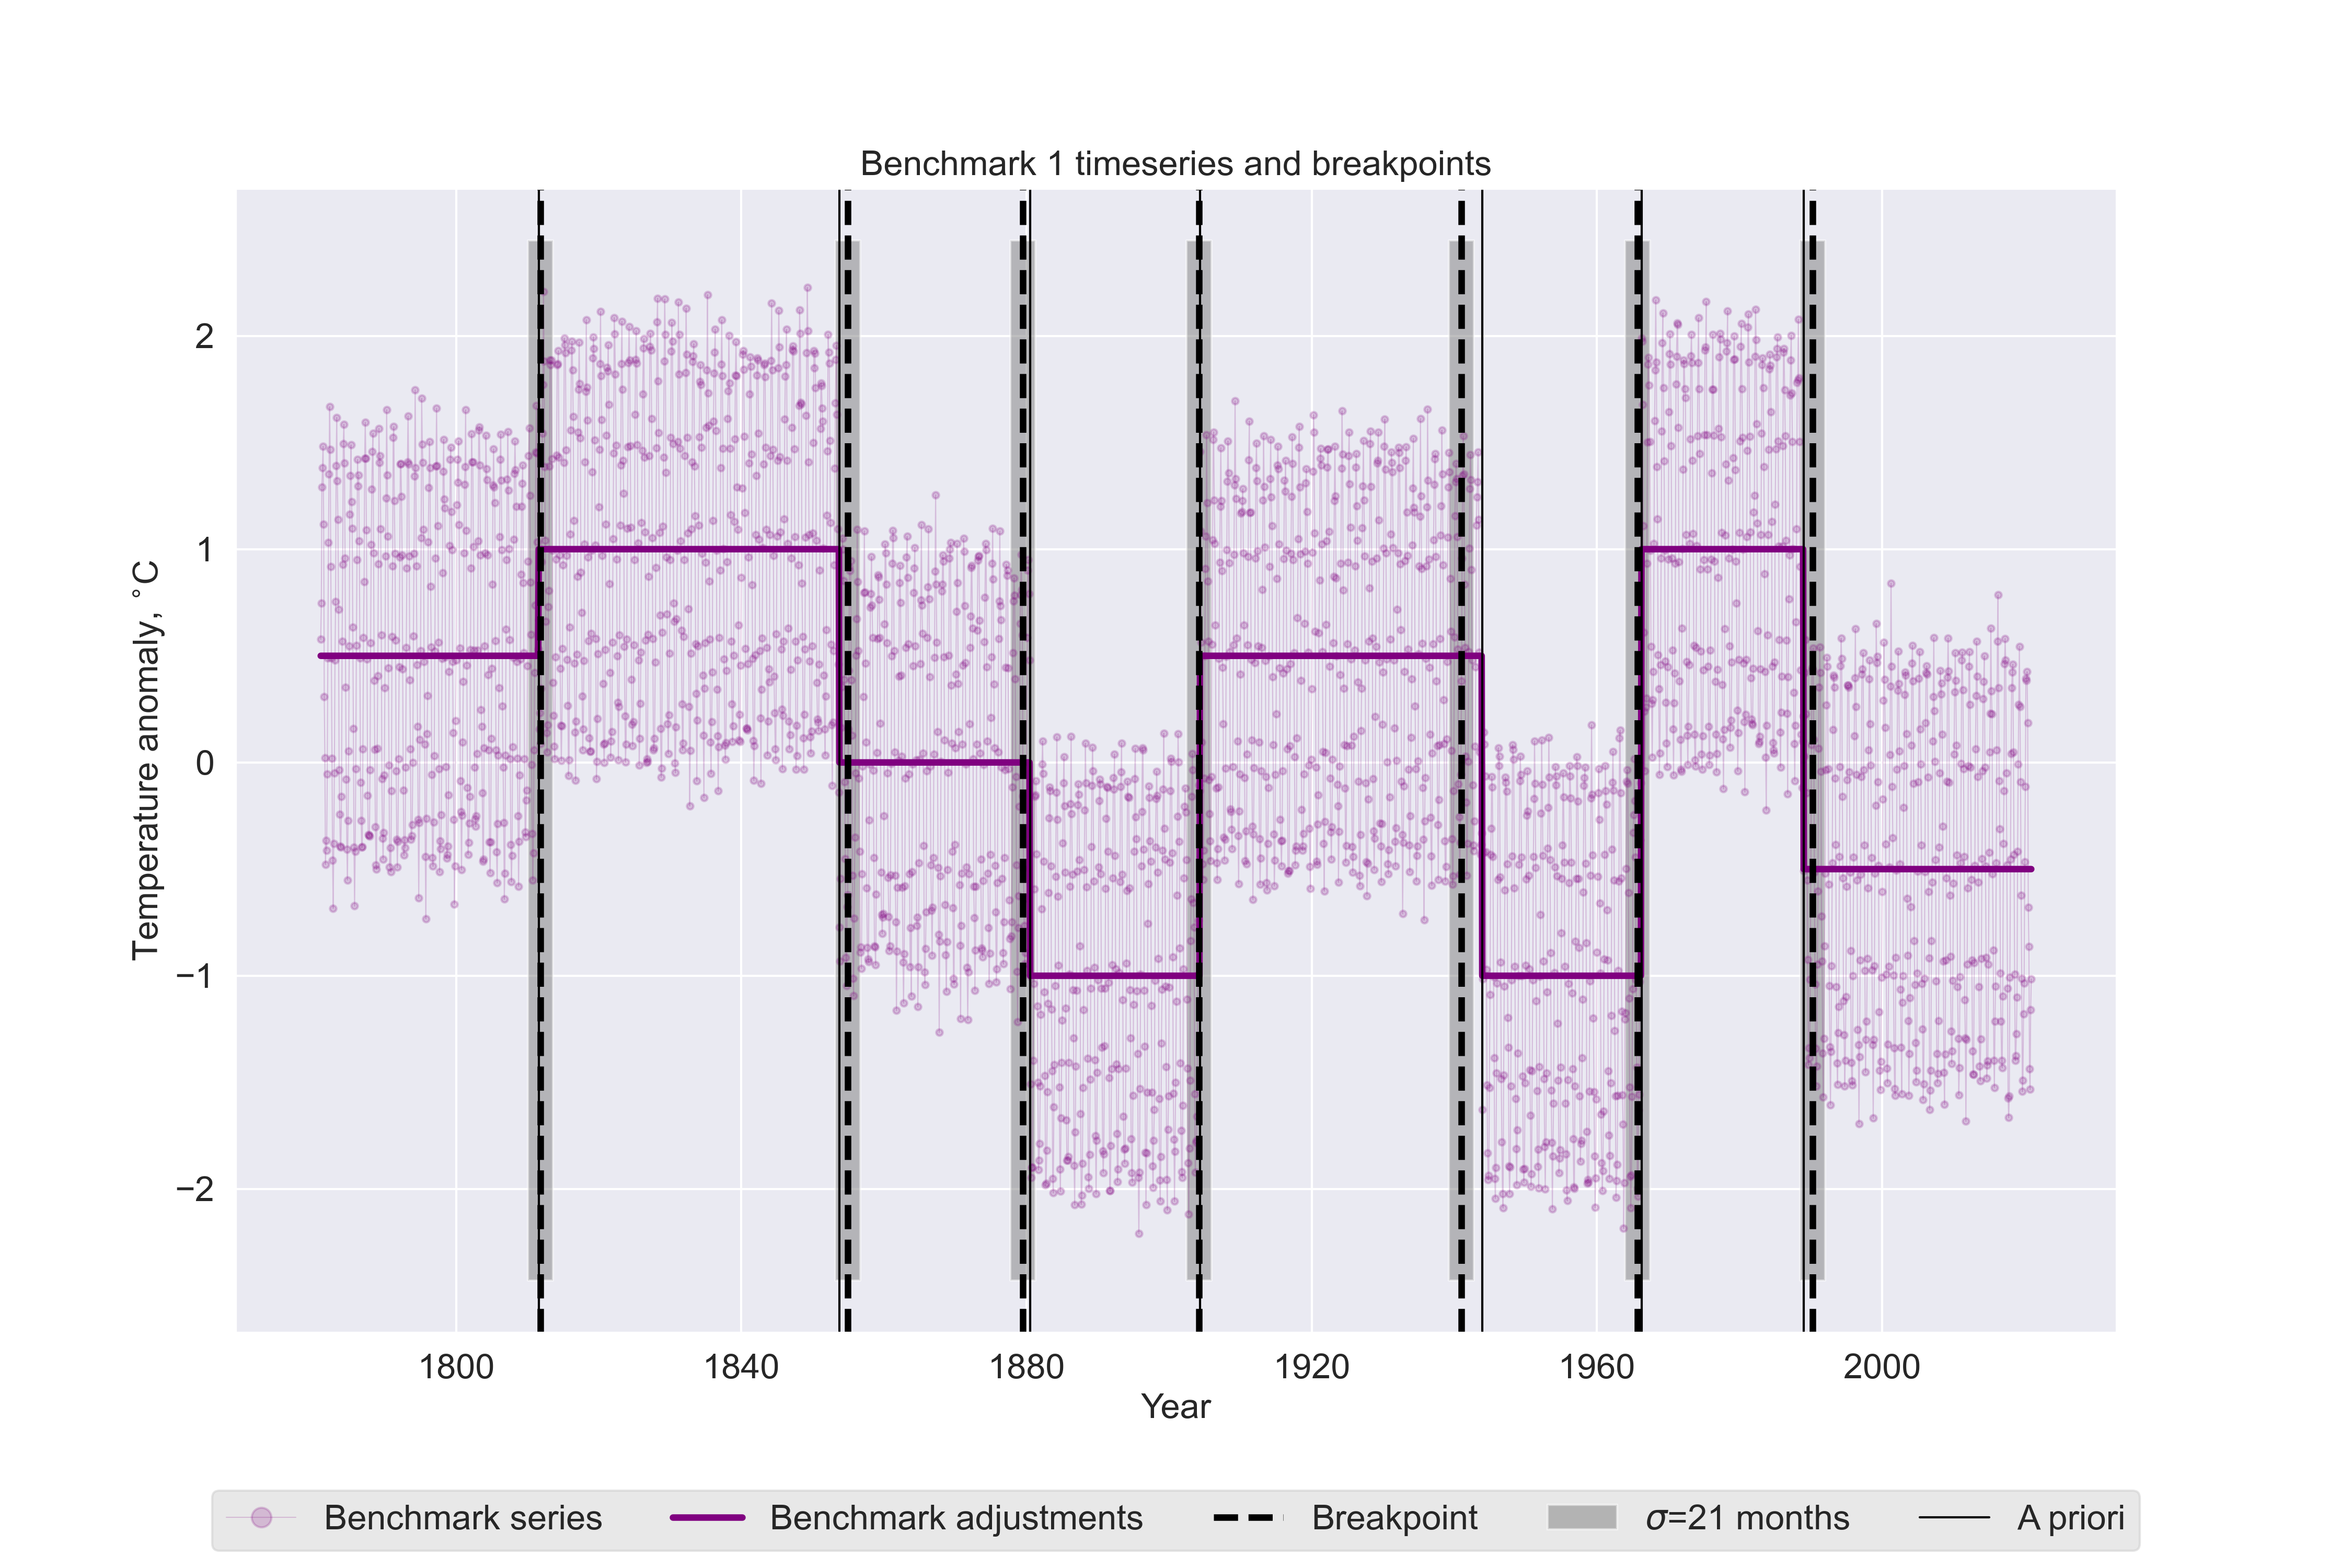 Benchmark 1 timeseries and breakpoints
Temperature anomaly, °C
2
1
0
−1
−2
1800 1840 1880 1920 1960 2000
Year
Benchmark series Benchmark adjustments Breakpoint σ=21 months A priori